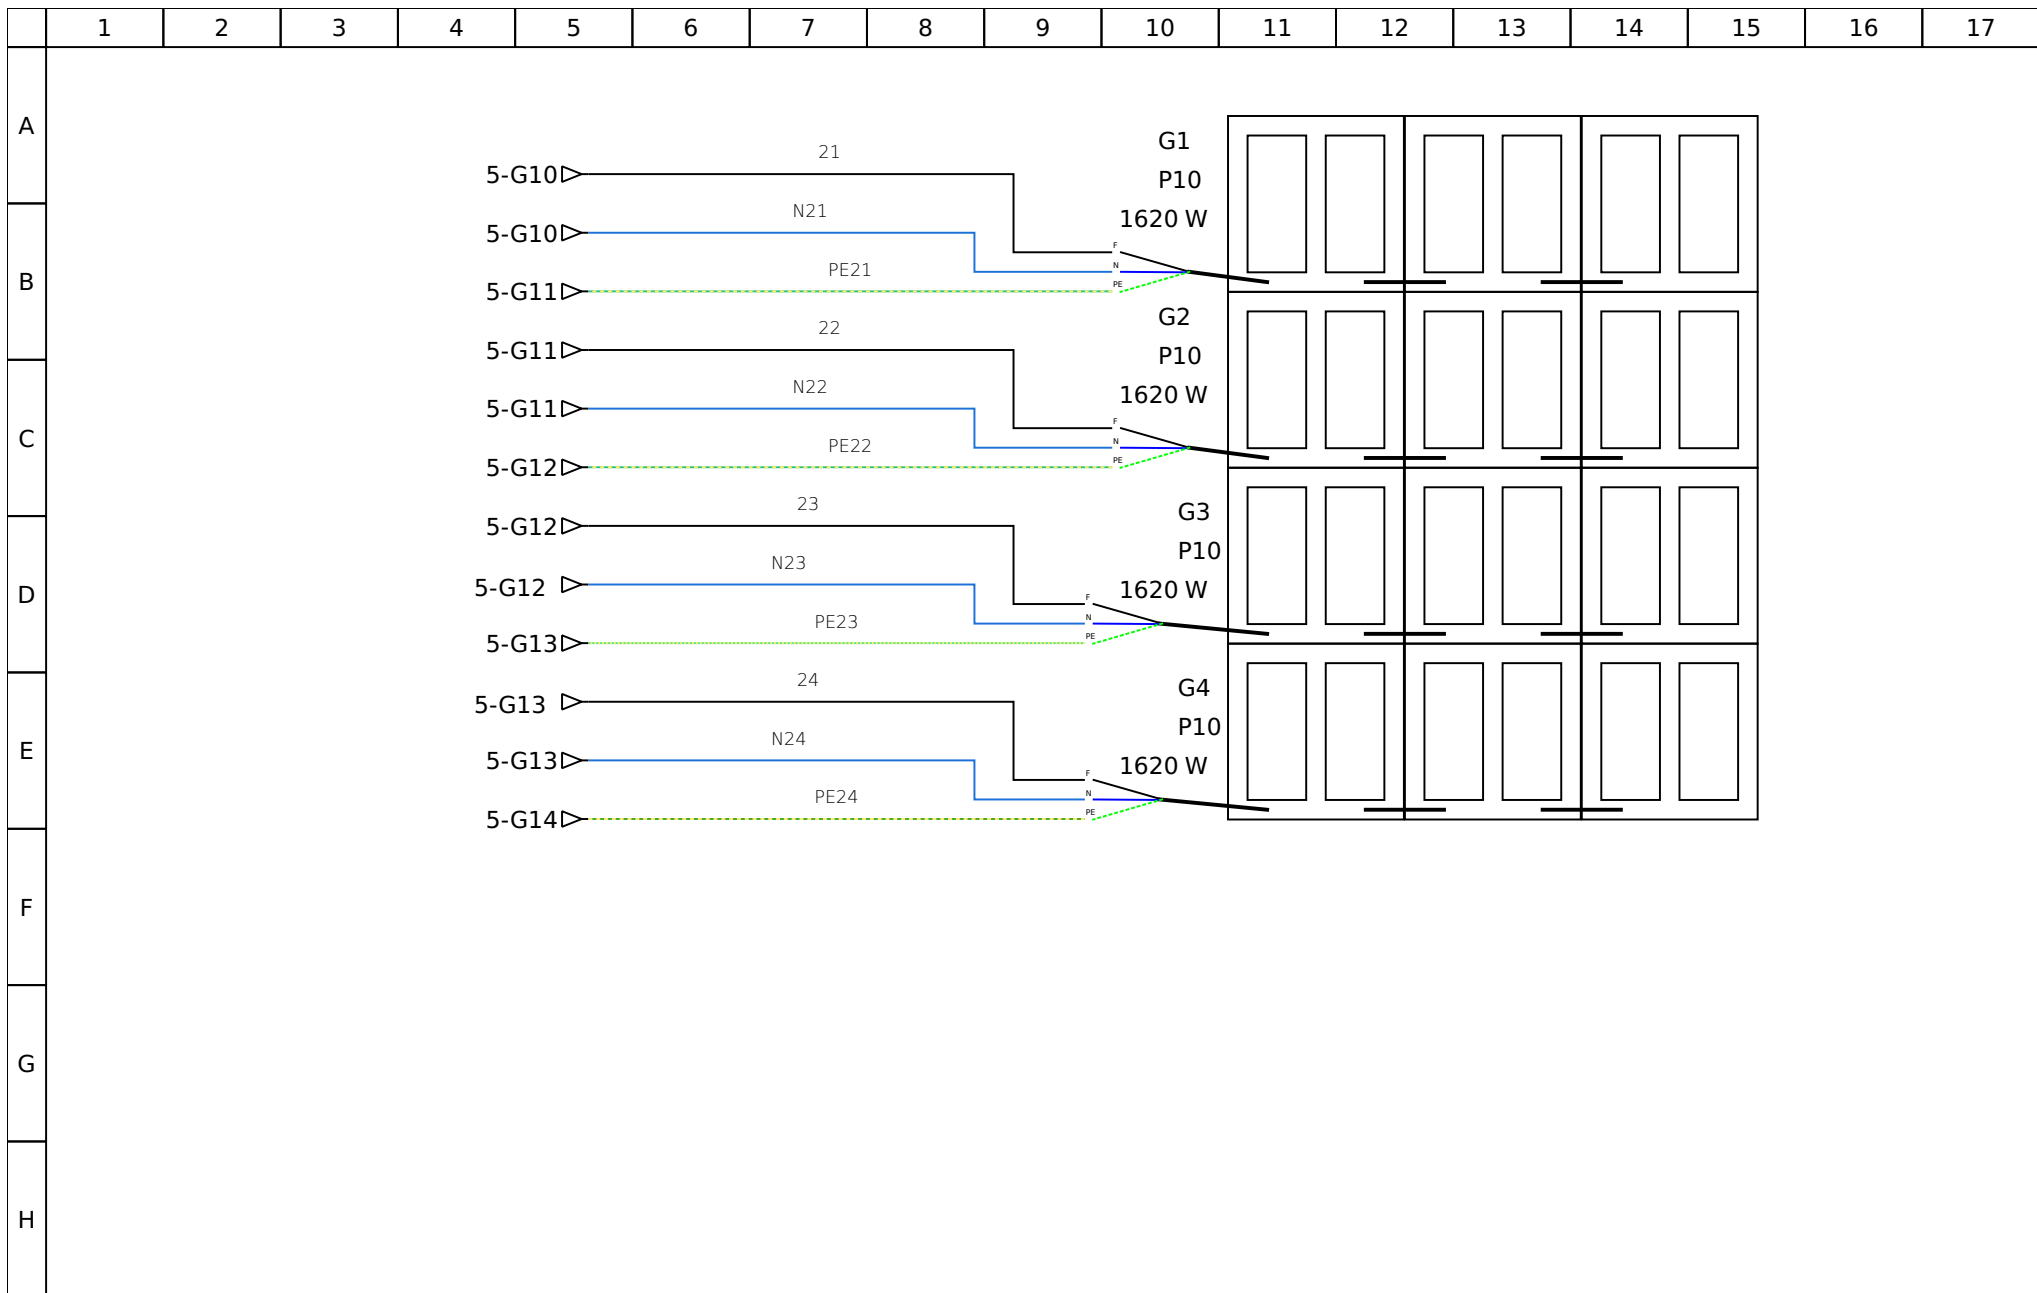 1 2 3 4 5 6 7 8 9 10 11 12 13 14 15 16 17
A
B
C
D
E
F
G
H
5-G10 21
5-G10 N21
5-G11 PE21
G1
P10
1620 W
F
N
PE
5-G11 22
5-G11 N22
5-G12 PE22
G2
P10
1620 W
F
N
PE
5-G12 23
5-G12 N23
5-G13 PE23
G3
P10
1620 W
F
N
PE
5-G13 24
5-G13 N24
5-G14 PE24
G4
P10
1620 W
F
N
PE